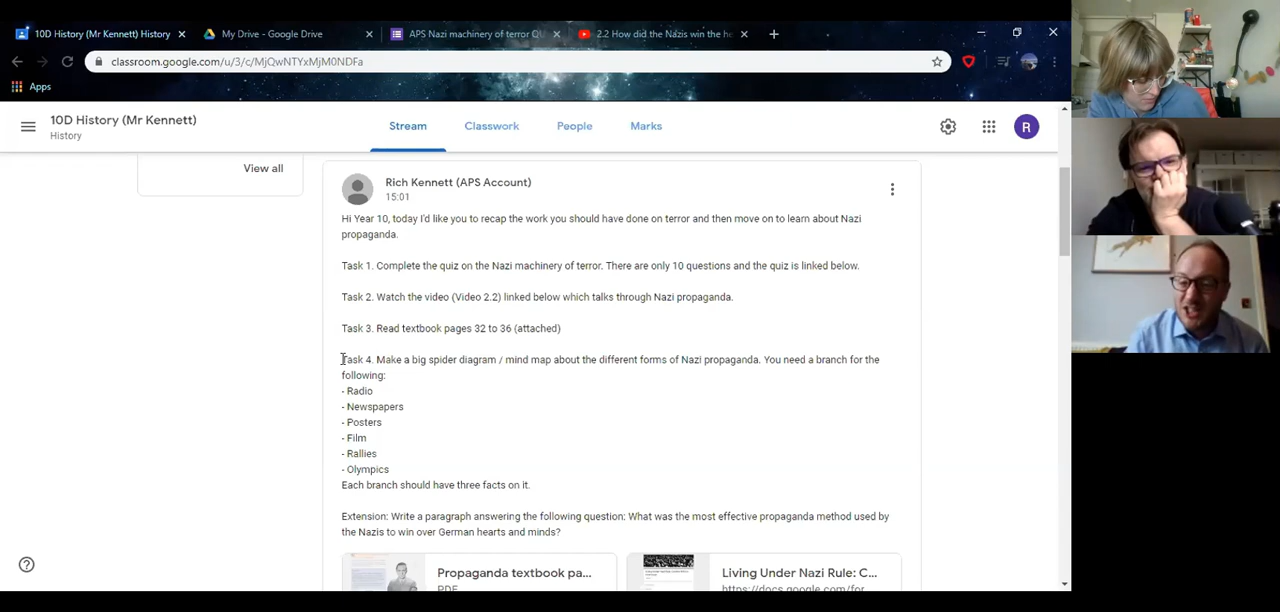 10D History (Mr Kennett) History
My Drive - Google Drive
APS Nazi machinery of terror Q
2.2 How did the Nazis win the he
classroom.google.com/u/3/c/MjQwNTYxMjM0NDFa
Apps
10D History (Mr Kennett)
History
Stream
Classwork
People
Marks
R
View all
Rich Kennett (APS Account)
15:01
Hi Year 10, today I'd like you to recap the work you should have done on terror and then move on to learn about Nazi
propaganda.
Task 1. Complete the quiz on the Nazi machinery of terror. There are only 10 questions and the quiz is linked below.
Task 2. Watch the video (Video 2.2) linked below which talks through Nazi propaganda.
Task 3. Read textbook pages 32 to 36 (attached)
Task 4. Make a big spider diagram / mind map about the different forms of Nazi propaganda. You need a branch for the
following:
- Radio
- Newspapers
- Posters
- Film
- Rallies
- Olympics
Each branch should have three facts on it.
Extension: Write a paragraph answering the following question: What was the most effective propaganda method used by
the Nazis to win over German hearts and minds?
Propaganda textbook pa...
PDF
Living Under Nazi Rule: C...
https://docs.google.com/for